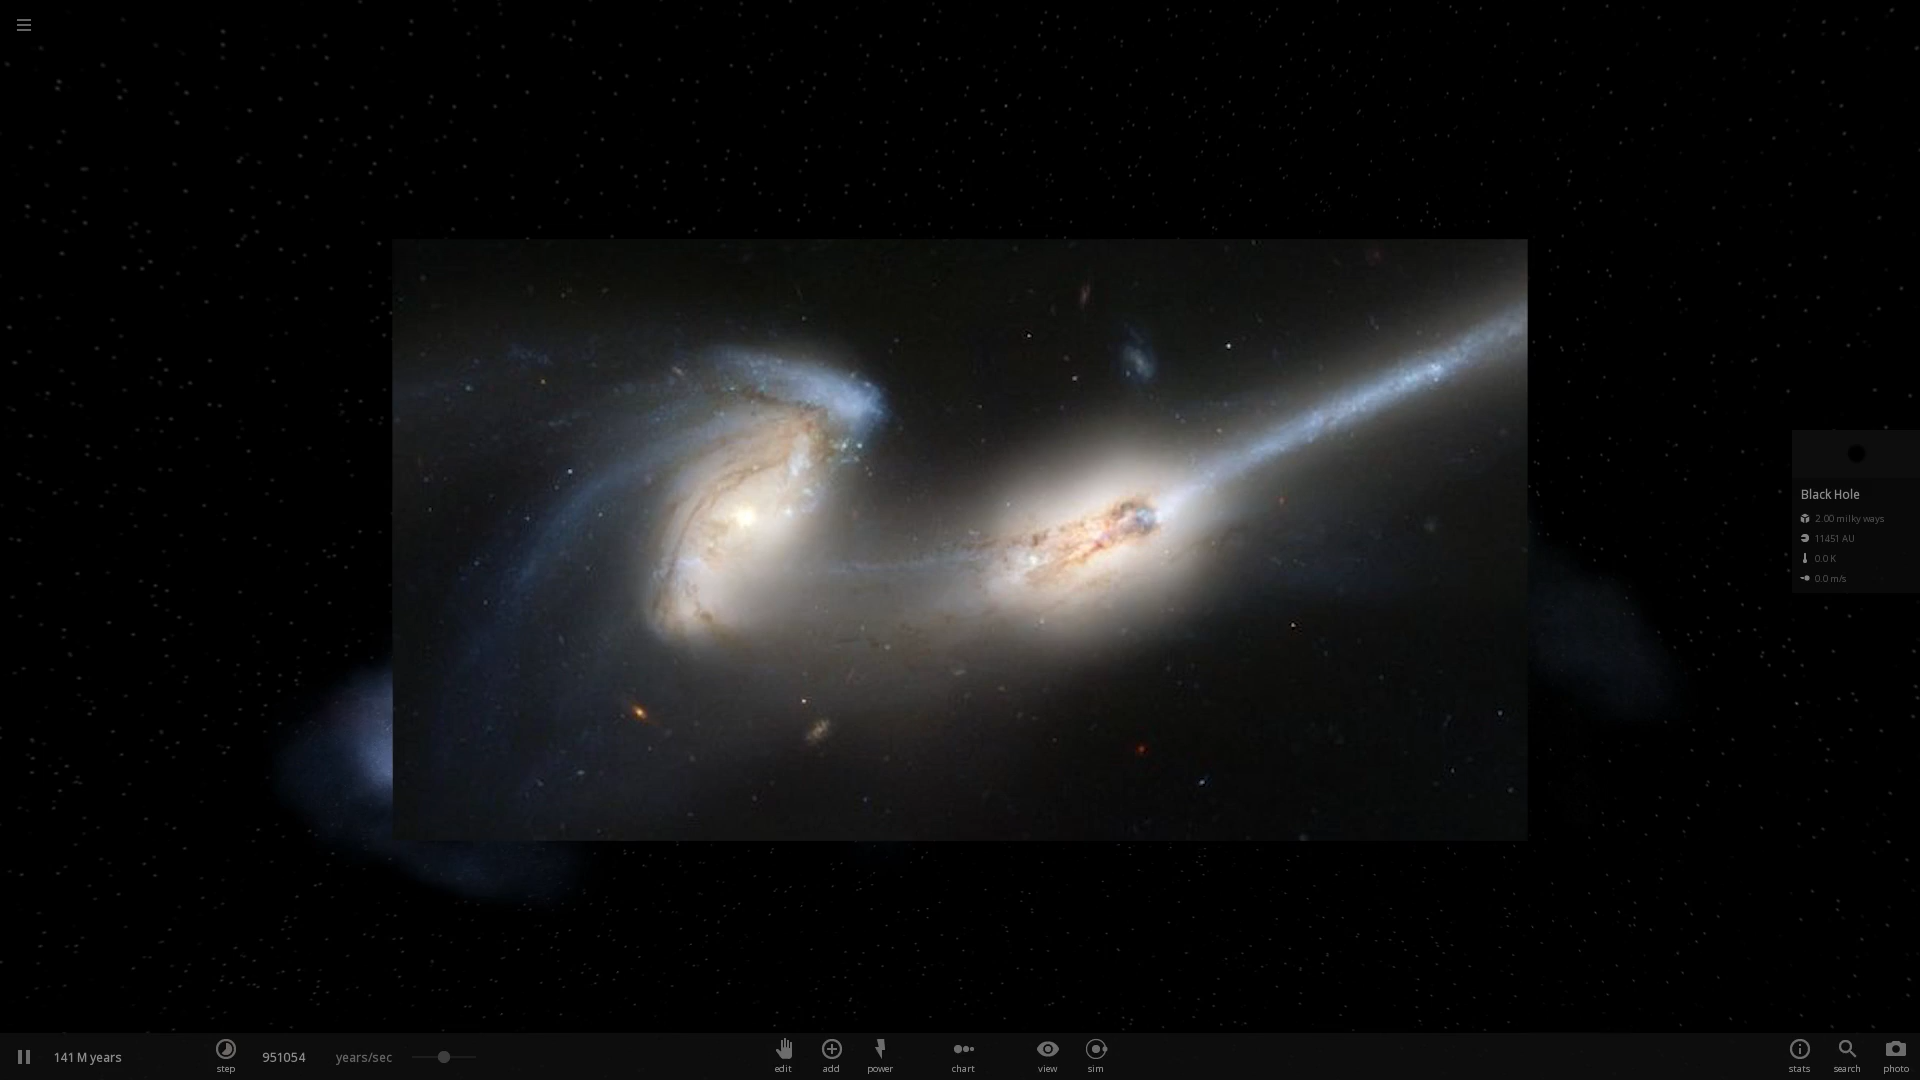 Black Hole
2.00 milky ways
11451 AU
0.0 K
0.0 m/s
141 M years
step
951054 years/sec
edit
add
power
chart
view
sim
stats
search
photo